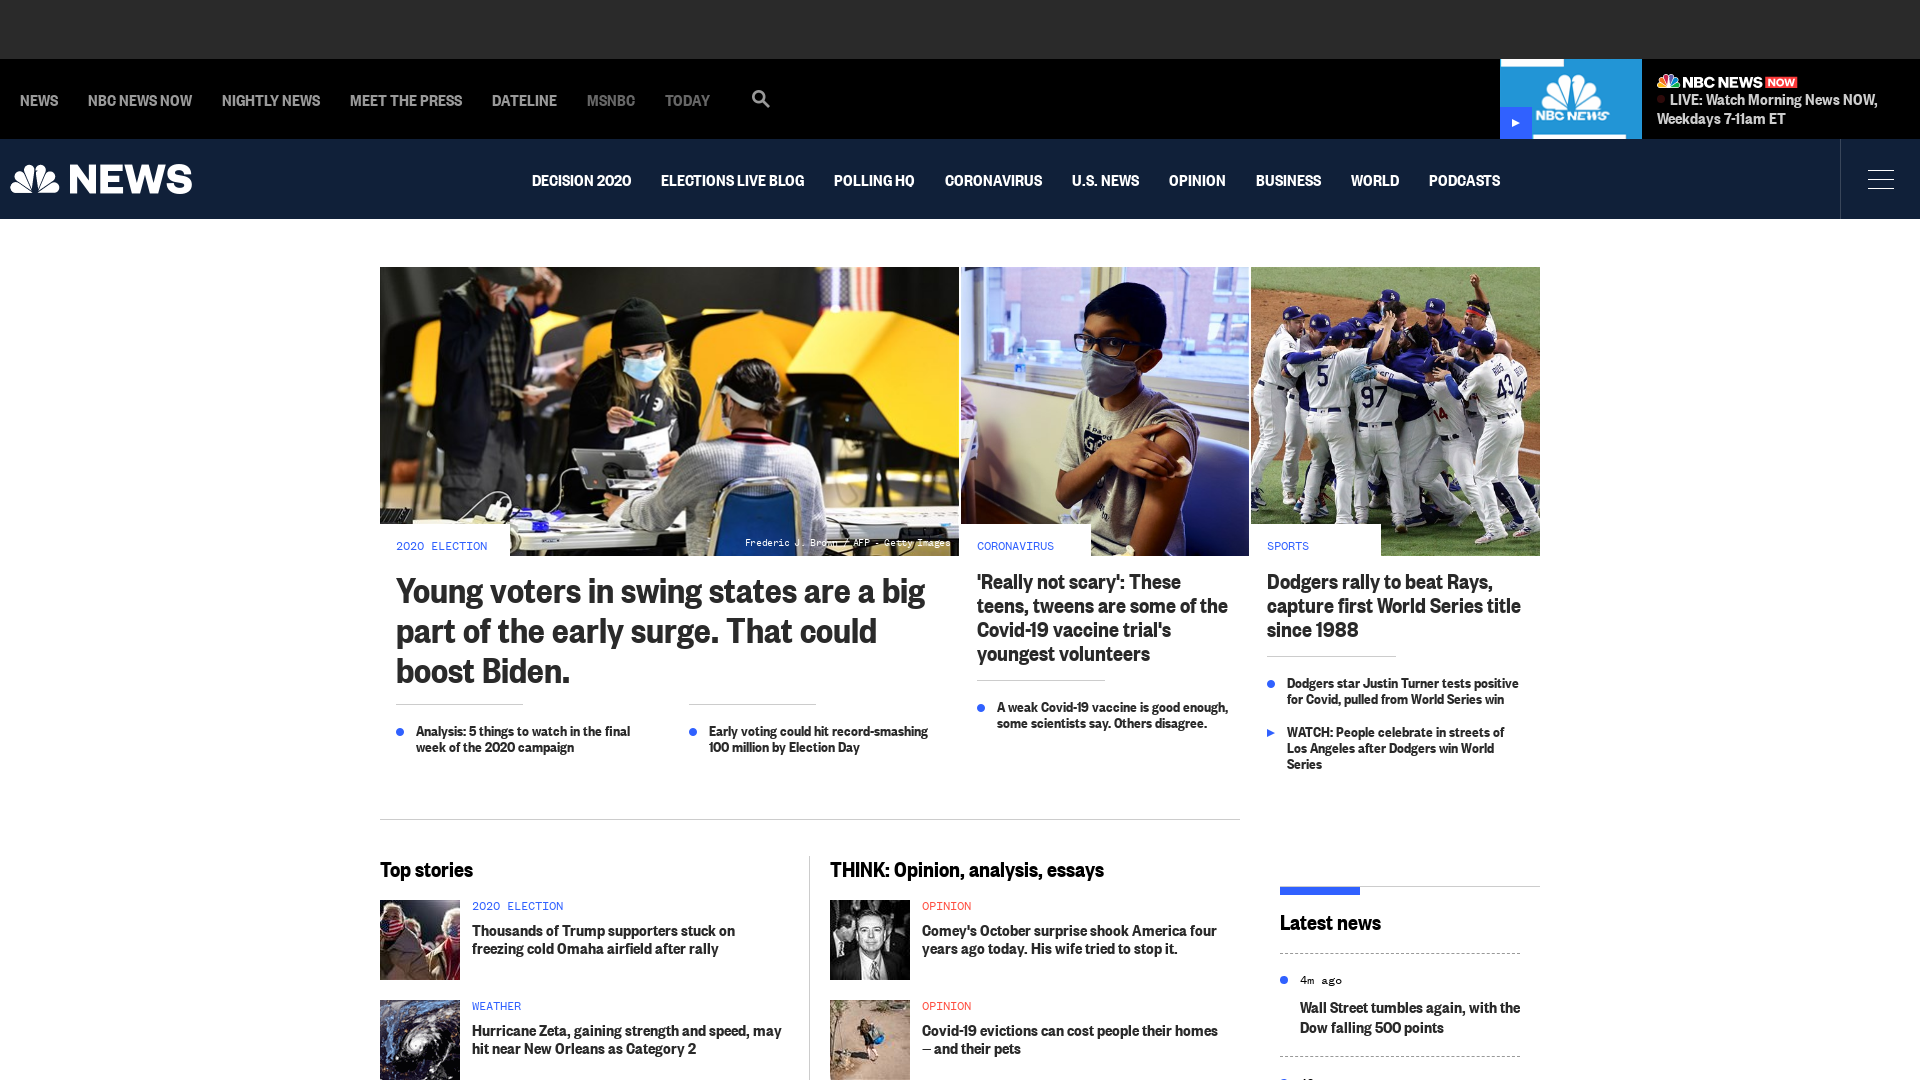 NEWS
NBC NEWS NOW
NIGHTLY NEWS
MEET THE PRESS
DATELINE
MSNBC
TODAY
NBC NEWS
NBC NEWS NOW
LIVE: Watch Morning News NOW,
Weekdays 7-11am ET
NEWS
DECISION 2020
ELECTIONS LIVE BLOG
POLLING HQ
CORONAVIRUS
U.S. NEWS
OPINION
BUSINESS
WORLD
PODCASTS
5
97
14
43
Frederic J. Brown / AFP - Getty Images
2020 ELECTION
Young voters in swing states are a big
part of the early surge. That could
boost Biden.
Analysis: 5 things to watch in the final
week of the 2020 campaign
Early voting could hit record-smashing
100 million by Election Day
CORONAVIRUS
'Really not scary': These
teens, tweens are some of the
Covid-19 vaccine trial's
youngest volunteers
A weak Covid-19 vaccine is good enough,
some scientists say. Others disagree.
SPORTS
Dodgers rally to beat Rays,
capture first World Series title
since 1988
Dodgers star Justin Turner tests positive
for Covid, pulled from World Series win
WATCH: People celebrate in streets of
Los Angeles after Dodgers win World
Series
Top stories
2020 ELECTION
Thousands of Trump supporters stuck on
freezing cold Omaha airfield after rally
WEATHER
Hurricane Zeta, gaining strength and speed, may
hit near New Orleans as Category 2
THINK: Opinion, analysis, essays
OPINION
Comey's October surprise shook America four
years ago today. His wife tried to stop it.
OPINION
Covid-19 evictions can cost people their homes
— and their pets
Latest news
4m ago
Wall Street tumbles again, with the
Dow falling 500 points